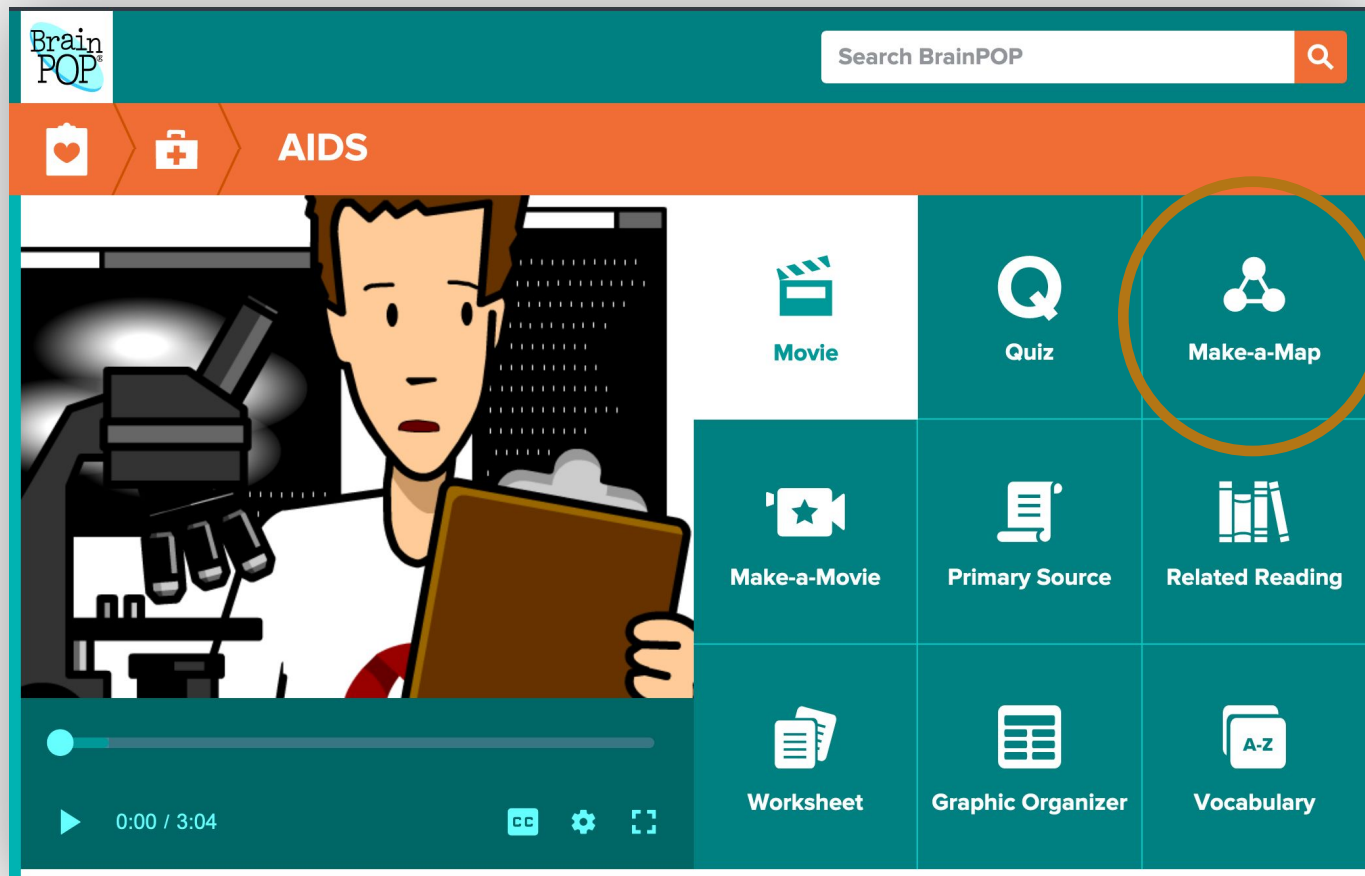 Brain
POP®
Search BrainPOP
AIDS
Movie
Q
Quiz
Make-a-Map
Make-a-Movie
Primary Source
Related Reading
A-Z
Worksheet
Graphic Organizer
Vocabulary
0:00 / 3:04
CC